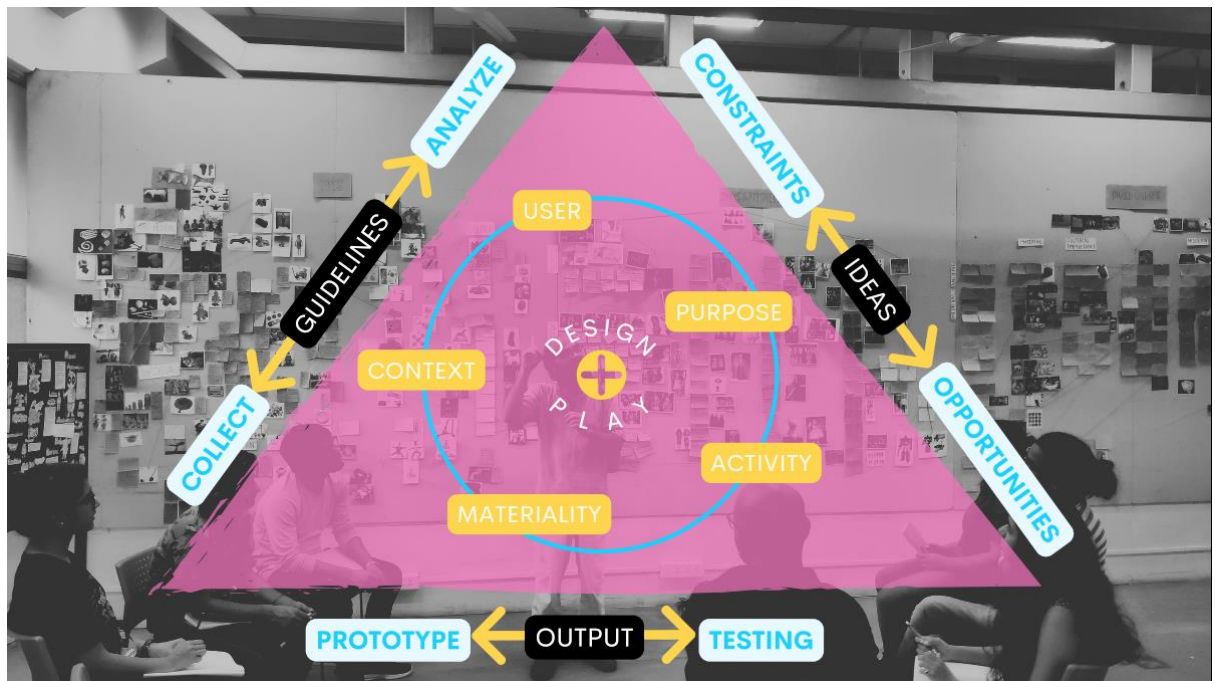 ANALYZE
GUIDELINES
COLLECT
CONSTRAINTS
IDEAS
OPPORTUNITIES
USER
PURPOSE
CONTEXT
DESIGN
PLAY
ACTIVITY
MATERIALITY
PROTOTYPE
OUTPUT
TESTING